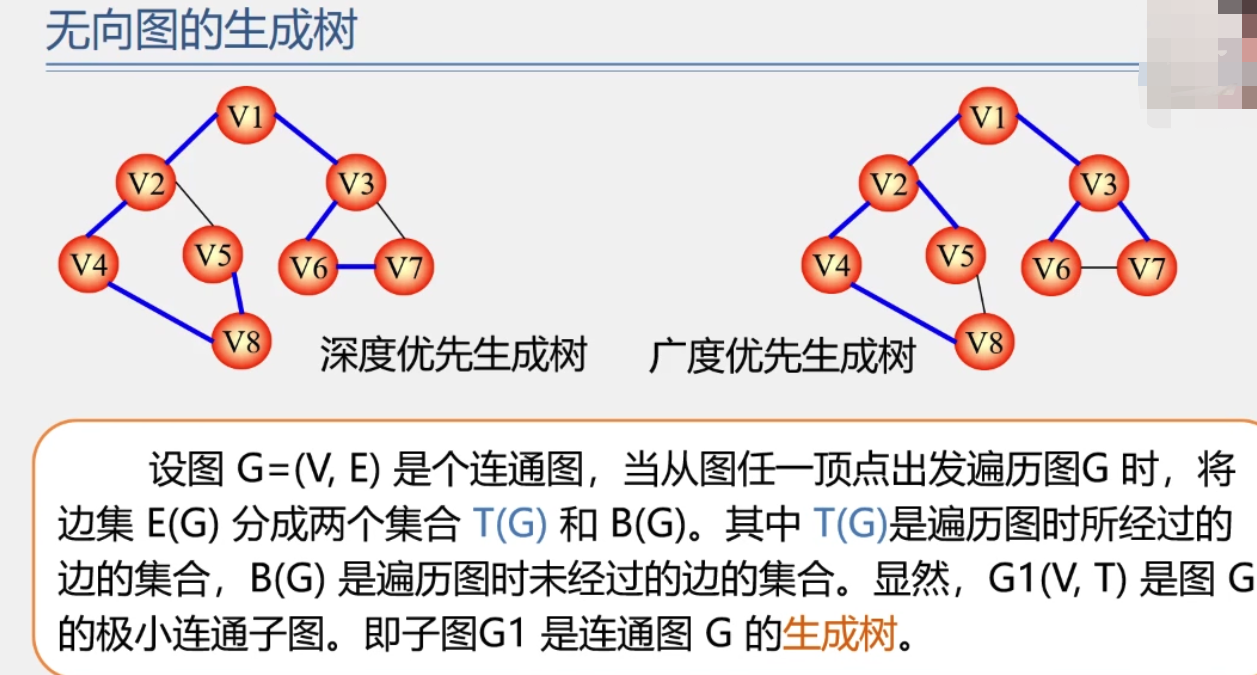 无向图的生成树
V1
V2
V3
V4
V5
V6
V7
V8
深度优先生成树
V1
V2
V3
V4
V5
V6
V7
V8
广度优先生成树
设图 G=(V, E) 是个连通图，当从图任一顶点出发遍历图G 时，将
边集 E(G) 分成两个集合 T(G) 和 B(G)。其中 T(G)是遍历图时所经过的
边的集合，B(G) 是遍历图时未经过的边的集合。显然，G1(V, T) 是图 G
的极小连通子图。即子图G1 是连通图 G 的生成树。